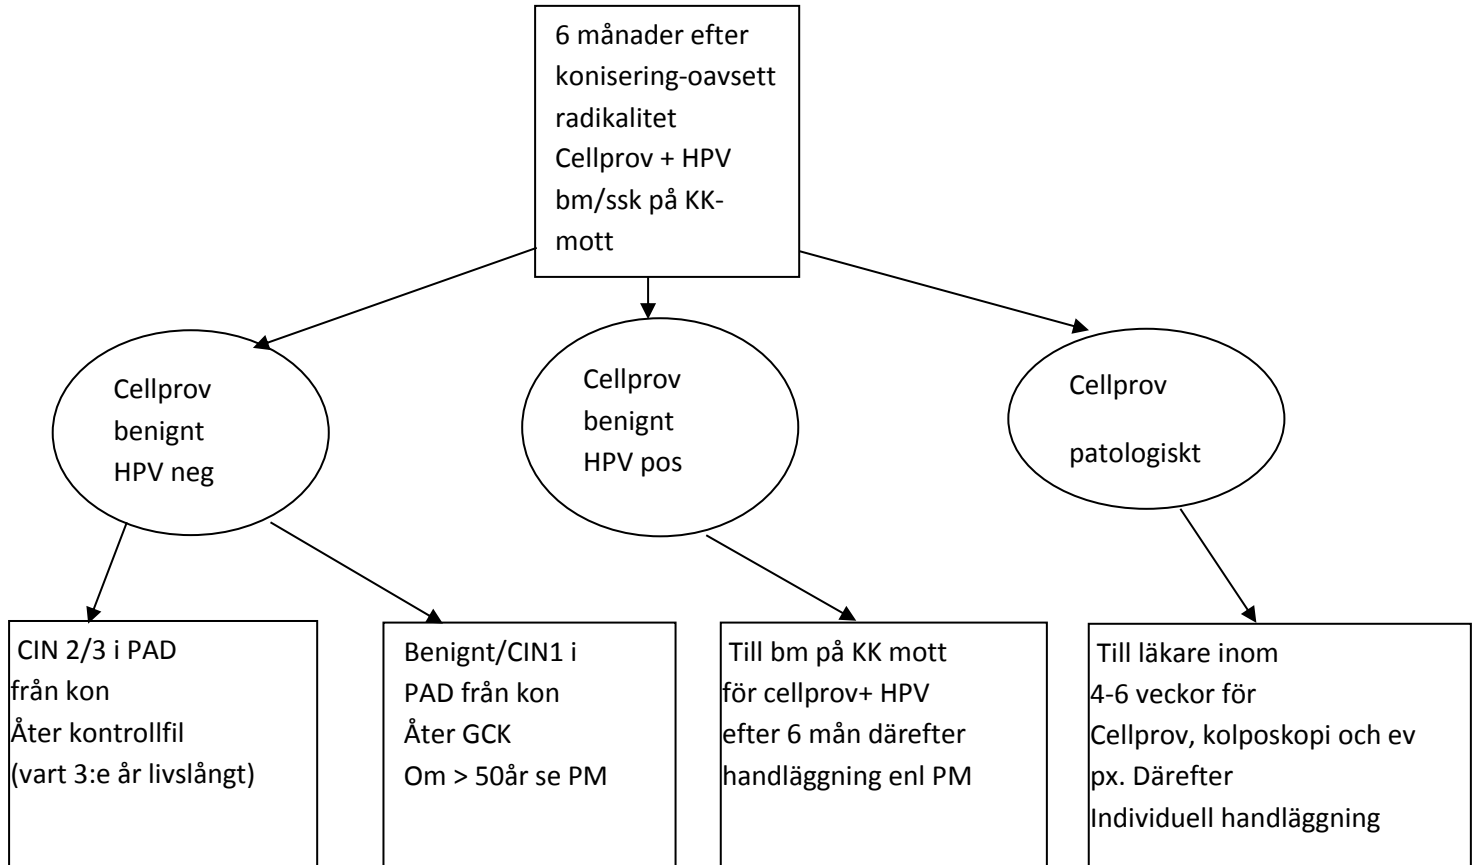 6 månader efter
konisering-oavsett
radikalitet
Cellprov + HPV
bm/ssk på KK-
mott
Cellprov
benignt
HPV neg
Cellprov
benignt
HPV pos
Cellprov
patologiskt
CIN 2/3 i PAD
från kon
Åter kontrollfil
(vart 3:e år livslångt)
Benignt/CIN1 i
PAD från kon
Åter GCK
Om > 50år se PM
Till bm på KK mott
för cellprov+ HPV
efter 6 mån därefter
handläggning enl PM
Till läkare inom
4-6 veckor för
Cellprov, kolposkopi och ev
px. Därefter
Individuell handläggning